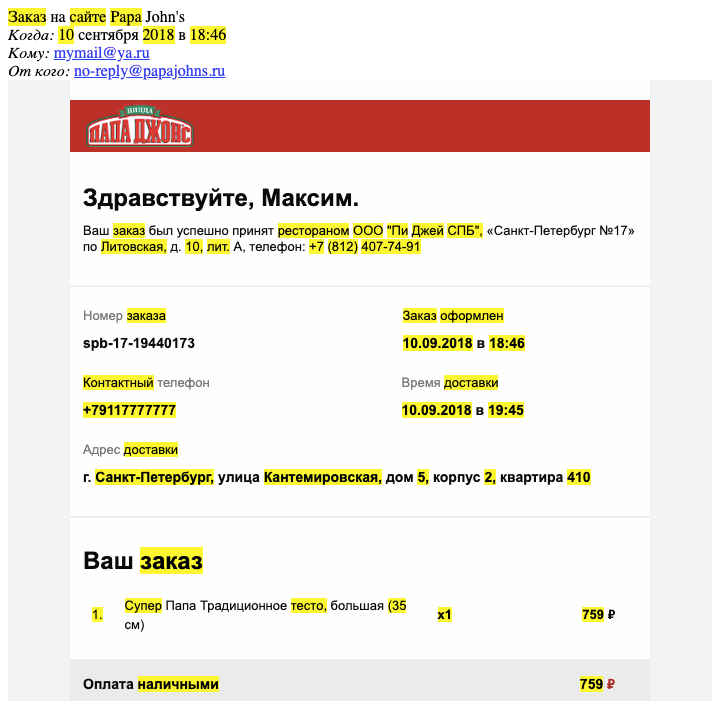 Заказ на сайте Papa John's
Когда: 10 сентября 2018 в 18:46
Кому: mymail@ya.ru
От кого: no-reply@papajohns.ru
ПИЦЦА
ПАПА ДЖОНС
Здравствуйте, Максим.
Ваш заказ был успешно принят рестораном ООО "Пи Джей СПБ", «Санкт-Петербург №17»
по Литовская, д. 10, лит. А, телефон: +7 (812) 407-74-91
Номер заказа
Заказ оформлен
spb-17-19440173
10.09.2018 в 18:46
Контактный телефон
Время доставки
+79117777777
10.09.2018 в 19:45
Адрес доставки
г. Санкт-Петербург, улица Кантемировская, дом 5, корпус 2, квартира 410
Ваш заказ
1. Супер Папа Традиционное тесто, большая (35 см) x1 759 ₽
Оплата наличными 759 ₽